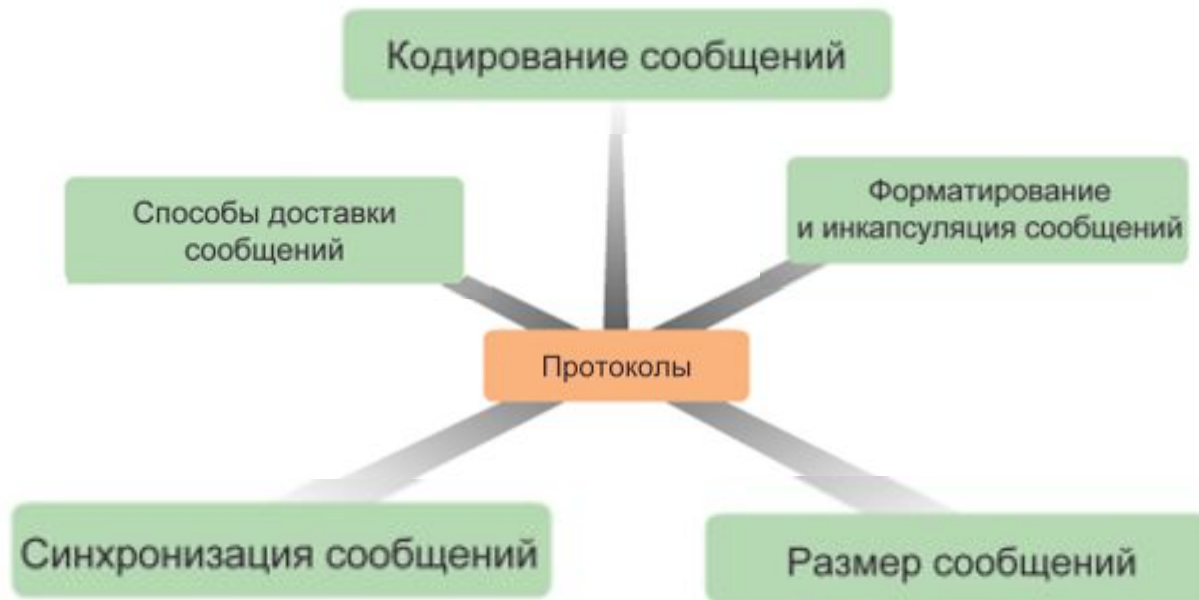 Кодирование сообщений
Способы доставки
сообщений
Форматирование
и инкапсуляция сообщений
Протоколы
Синхронизация сообщений
Размер сообщений